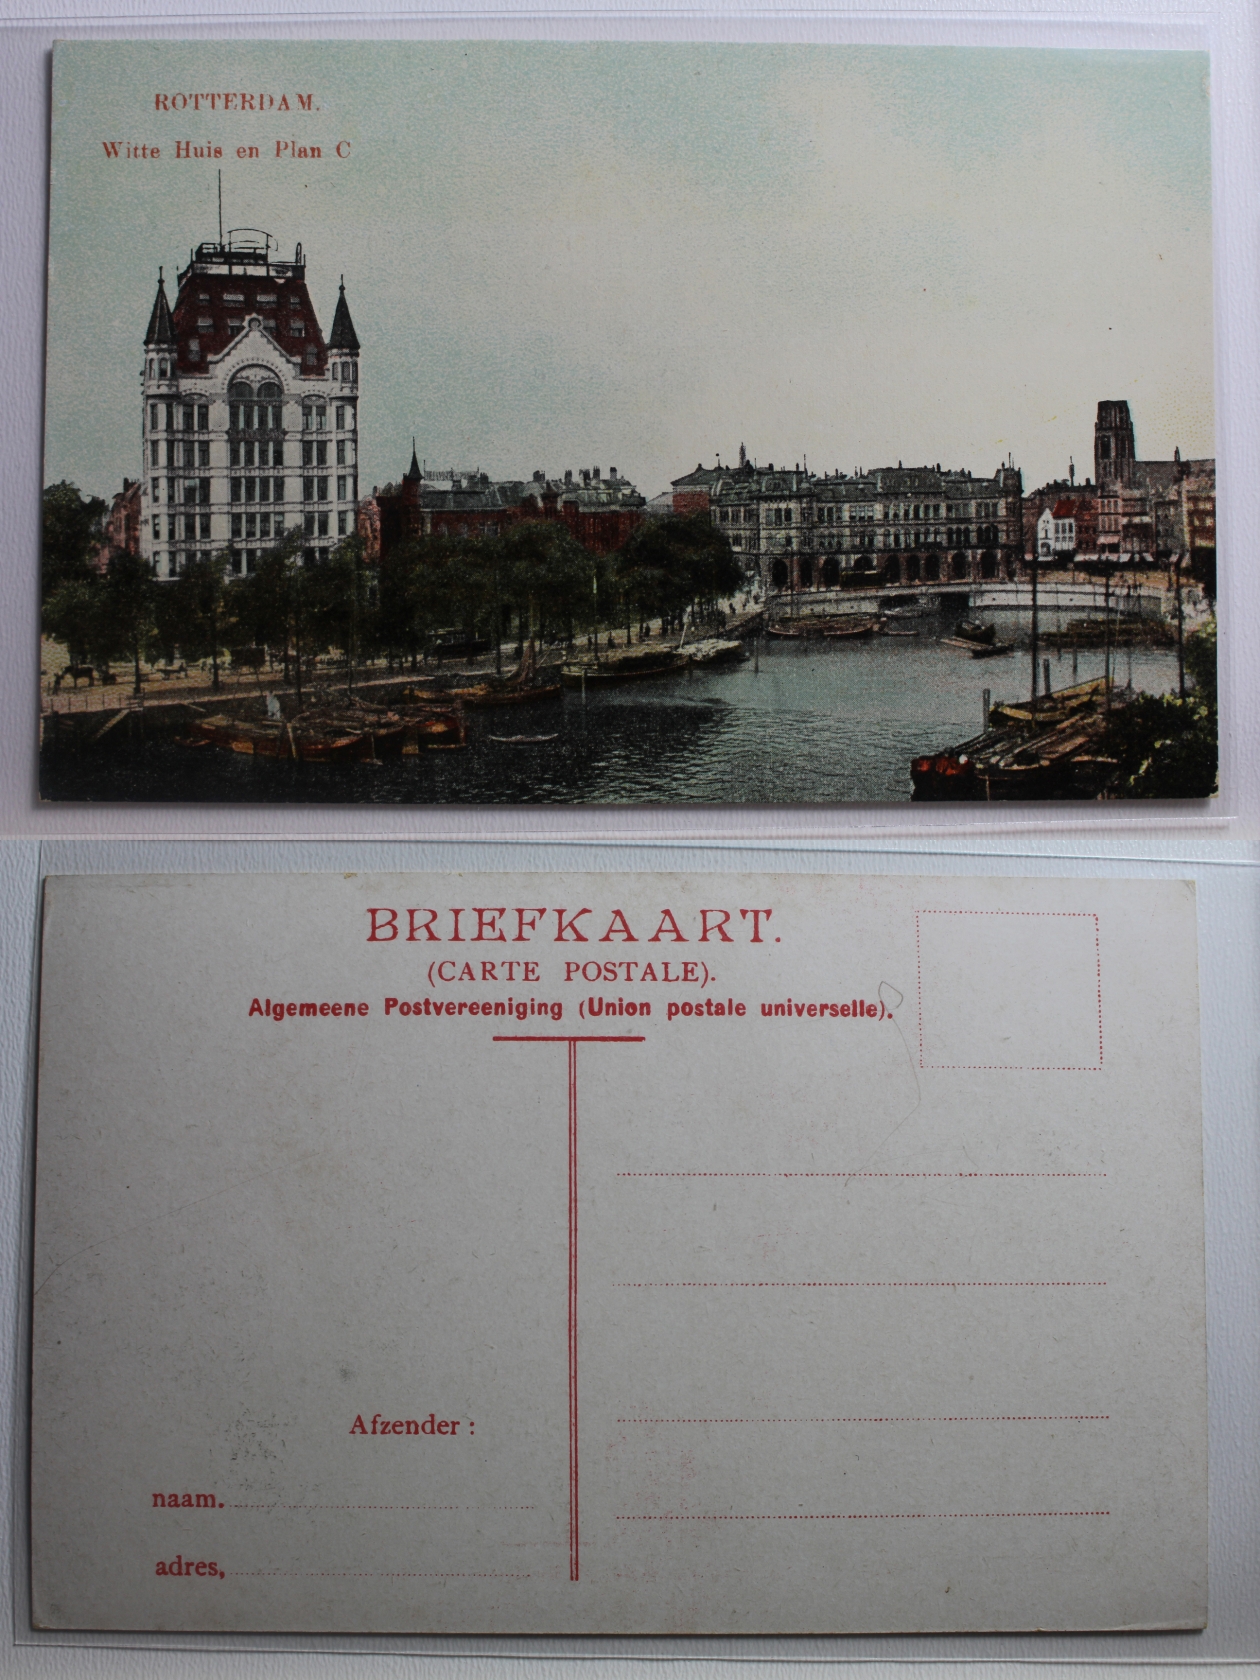 ROTTERDAM.
Witte Huis en Plan C
BRIEFKAART.
(CARTE POSTALE).
Algemeene Postvereeniging (Union postale universelle).
Afzender :
naam.
adres,